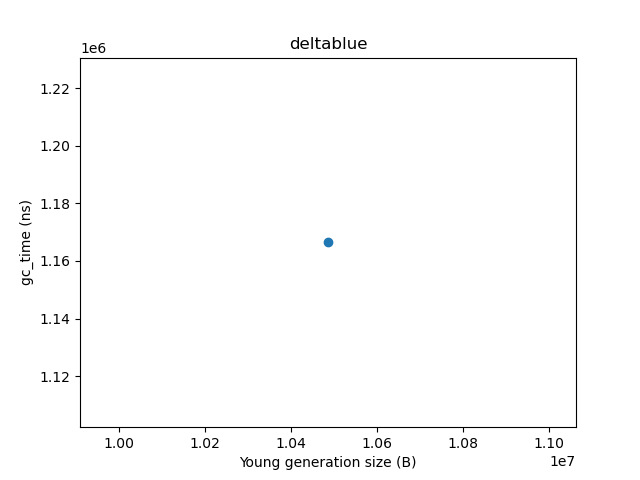 deltablue
1e6
1.22
1.20
1.18
1.16
1.14
1.12
gc_time (ns)
1.00 1.02 1.04 1.06 1.08 1.10
1e7
Young generation size (B)